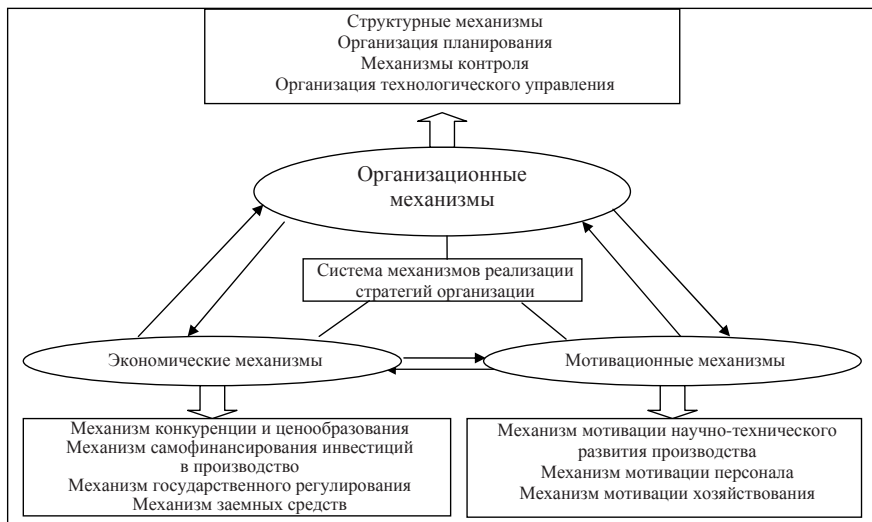 Структурные механизмы
Организация планирования
Механизмы контроля
Организация технологического управления
Организационные
механизмы
Система механизмов реализации
стратегий организации
Экономические механизмы
Мотивационные механизмы
Механизм конкуренции и ценообразования
Механизм самофинансирования инвестиций
в производство
Механизм государственного регулирования
Механизм заемных средств
Механизм мотивации научно-технического
развития производства
Механизм мотивации персонала
Механизм мотивации хозяйствования